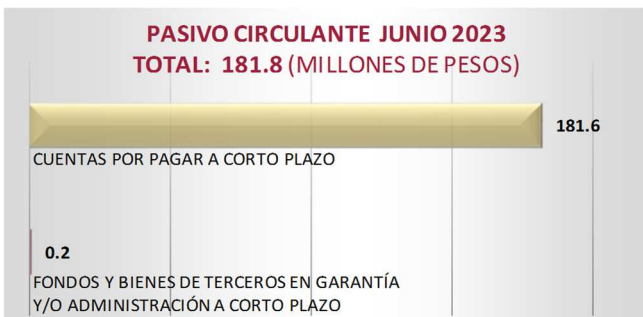 PASIVO CIRCULANTE JUNIO 2023
TOTAL: 181.8 (MILLONES DE PESOS)
181.6
CUENTAS POR PAGAR A CORTO PLAZO
0.2
FONDOS Y BIENES DE TERCEROS EN GARANTÍA
Y/O ADMINISTRACIÓN A CORTO PLAZO